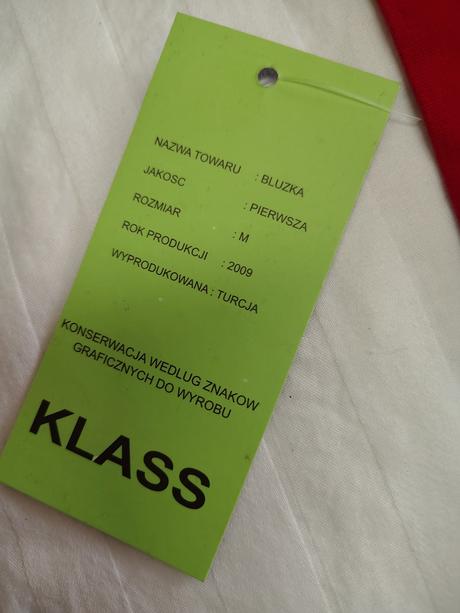 NAZWA TOWARU : BLUZKA
JAKOSC : PIERWSZA
ROZMIAR : M
ROK PRODUKCJI : 2009
WYPRODUKOWANA : TURCJA
KONSERWACJA WEDLUG ZNAKOW
GRAFICZNYCH DO WYROBU
KLASS